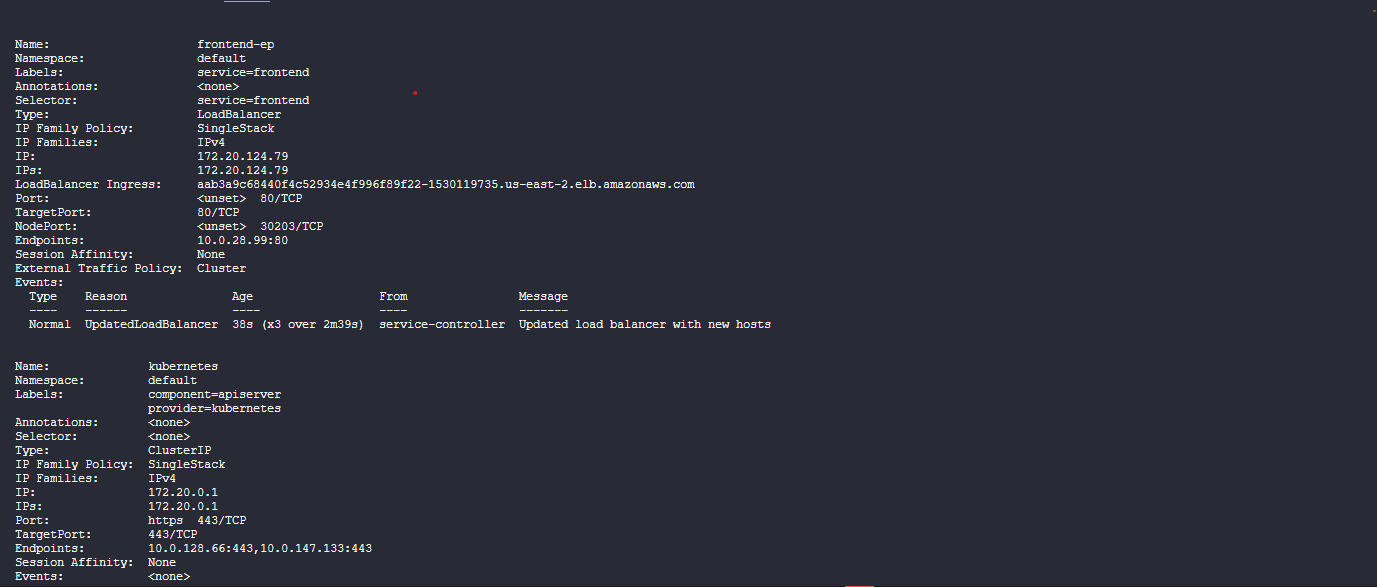 Name: frontend-ep
Namespace: default
Labels: service=frontend
Annotations: <none>
Selector: service=frontend
Type: LoadBalancer
IP Family Policy: SingleStack
IP Families: IPv4
IP: 172.20.124.79
IPs: 172.20.124.79
LoadBalancer Ingress: aab3a9c68440f4c52934e4f996f89f22-1530119735.us-east-2.elb.amazonaws.com
Port: <unset> 80/TCP
TargetPort: 80/TCP
NodePort: <unset> 30203/TCP
Endpoints: 10.0.28.99:80
Session Affinity: None
External Traffic Policy: Cluster
Events:
Type Reason Age From Message
---- ------ ---- ---- -------
Normal UpdatedLoadBalancer 38s (x3 over 2m39s) service-controller Updated load balancer with new hosts
Name: kubernetes
Namespace: default
Labels: component=apiserver
provider=kubernetes
Annotations: <none>
Selector: <none>
Type: ClusterIP
IP Family Policy: SingleStack
IP Families: IPv4
IP: 172.20.0.1
IPs: 172.20.0.1
Port: https 443/TCP
TargetPort: 443/TCP
Endpoints: 10.0.128.66:443,10.0.147.133:443
Session Affinity: None
Events: <none>